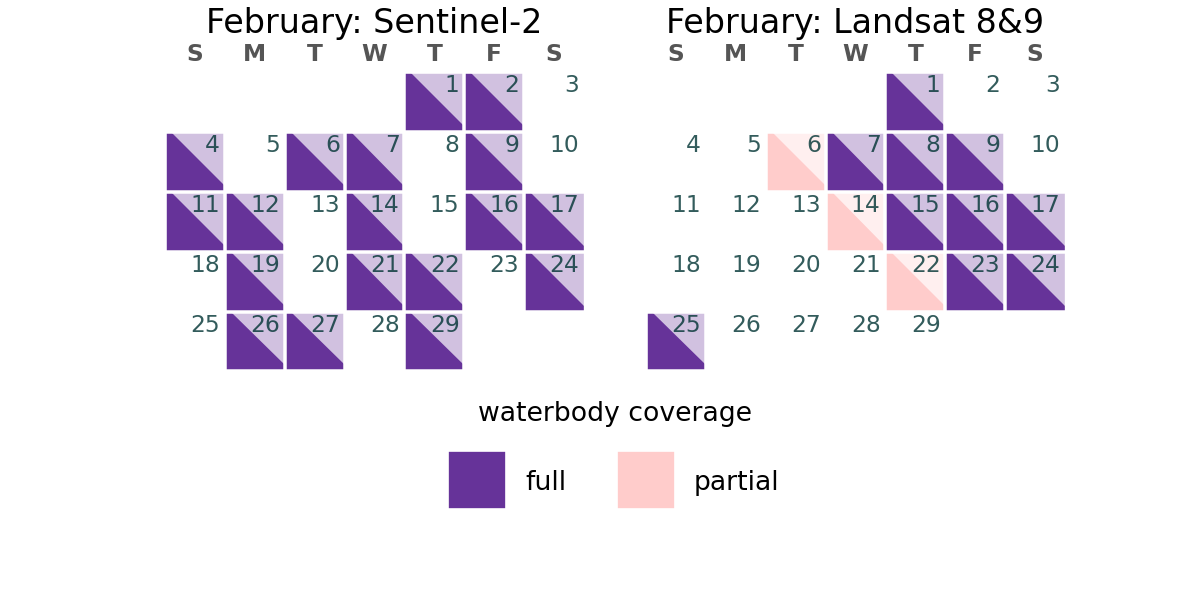 February: Sentinel-2
S M T W T F S
1 2 3
4 5 6 7 8 9 10
11 12 13 14 15 16 17
18 19 20 21 22 23 24
25 26 27 28 29
February: Landsat 8&9
S M T W T F S
1 2 3
4 5 6 7 8 9 10
11 12 13 14 15 16 17
18 19 20 21 22 23 24
25 26 27 28 29
waterbody coverage
full
partial